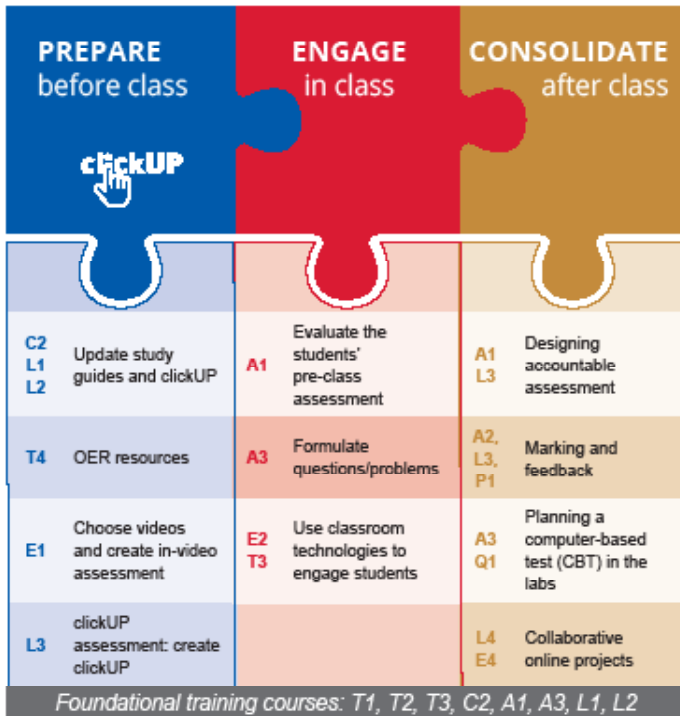 PREPARE
before class
clickUP
ENGAGE
in class
CONSOLIDATE
after class
C2
L1
L2
Update study
guides and clickUP
T4
OER resources
E1
Choose videos
and create in-video
assessment
L3
clickUP
assessment: create
clickUP
A1
Evaluate the
students'
pre-class
assessment
A3
Formulate
questions/problems
E2
T3
Use classroom
technologies to
engage students
A1
L3
Designing
accountable
assessment
A2,
L3,
P1
Marking and
feedback
A3
Q1
Planning a
computer-based
test (CBT) in the
labs
L4
E4
Collaborative
online projects
Foundational training courses: T1, T2, T3, C2, A1, A3, L1, L2